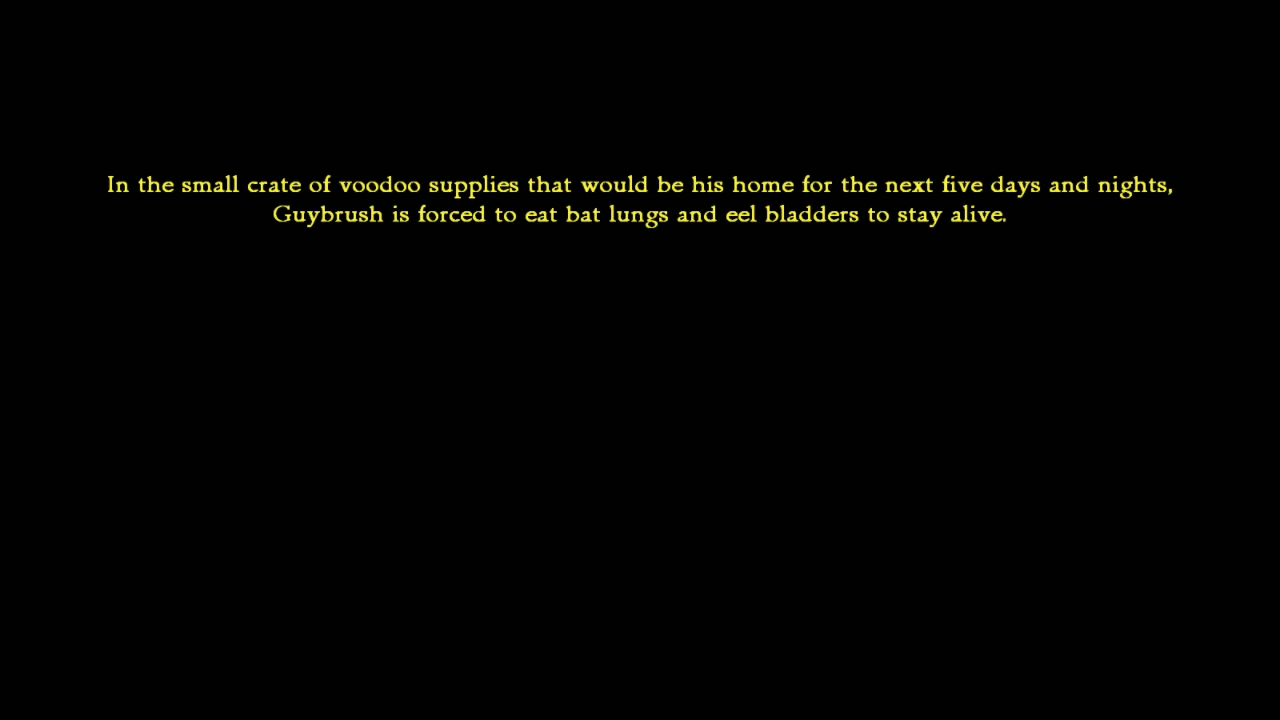 In the small crate of voodoo supplies that would be his home for the next five days and nights,
Guybrush is forced to eat bat lungs and eel bladders to stay alive.